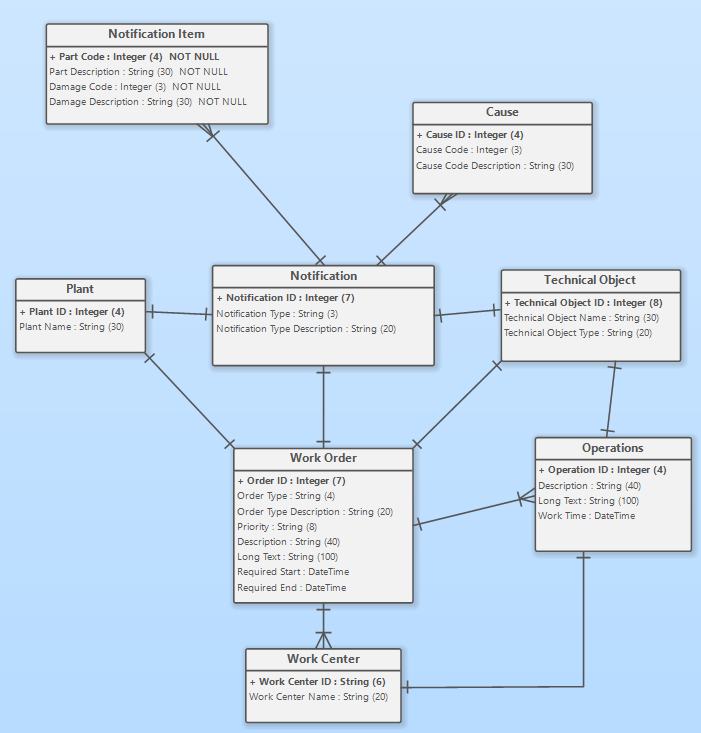 Notification Item
+ Part Code : Integer (4)  NOT NULL
Part Description : String (30)  NOT NULL
Damage Code : Integer (3)  NOT NULL
Damage Description : String (30)  NOT NULL
Cause
+ Cause ID : Integer (4)
Cause Code : Integer (3)
Cause Code Description : String (30)
Plant
+ Plant ID : Integer (4)
Plant Name : String (30)
Notification
+ Notification ID : Integer (7)
Notification Type : String (3)
Notification Type Description : String (20)
Technical Object
+ Technical Object ID : Integer (8)
Technical Object Name : String (30)
Technical Object Type : String (20)
Work Order
+ Order ID : Integer (7)
Order Type : String (4)
Order Type Description : String (20)
Priority : String (8)
Description : String (40)
Long Text : String (100)
Required Start : DateTime
Required End : DateTime
Operations
+ Operation ID : Integer (4)
Description : String (40)
Long Text : String (100)
Work Time : DateTime
Work Center
+ Work Center ID : String (6)
Work Center Name : String (20)